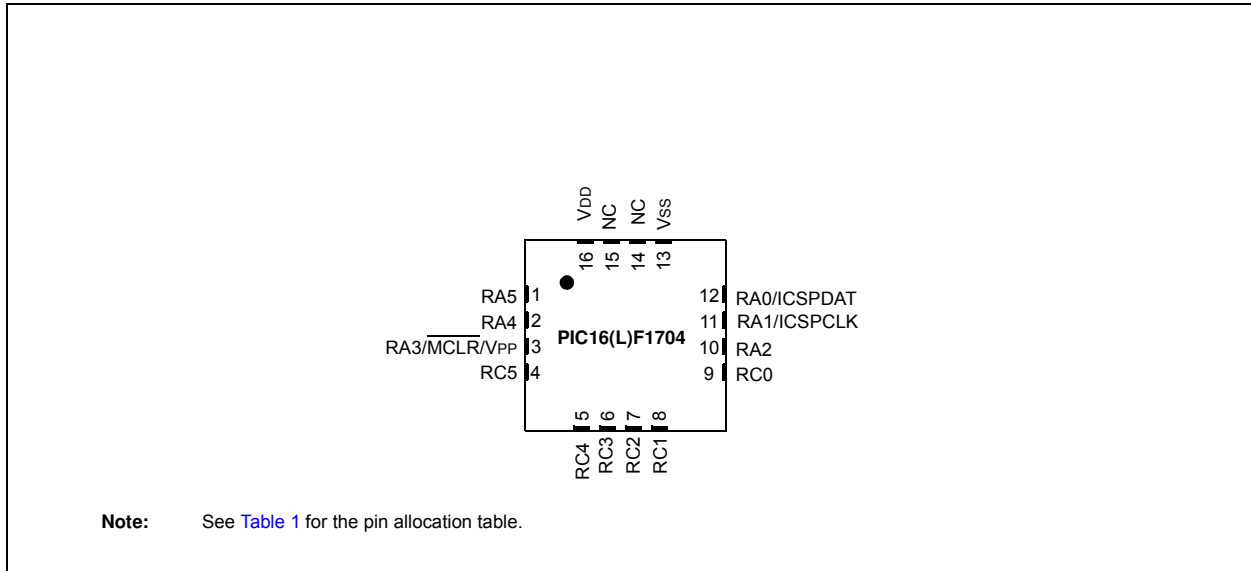 VDD
NC
NC
VSS
16
15
14
13
RA5 1
RA4 2
RA3/MCLR/VPP 3
RC5 4
PIC16(L)F1704
12 RA0/ICSPDAT
11 RA1/ICSPCLK
10 RA2
9 RC0
5
6
7
8
RC4
RC3
RC2
RC1
Note: See Table 1 for the pin allocation table.